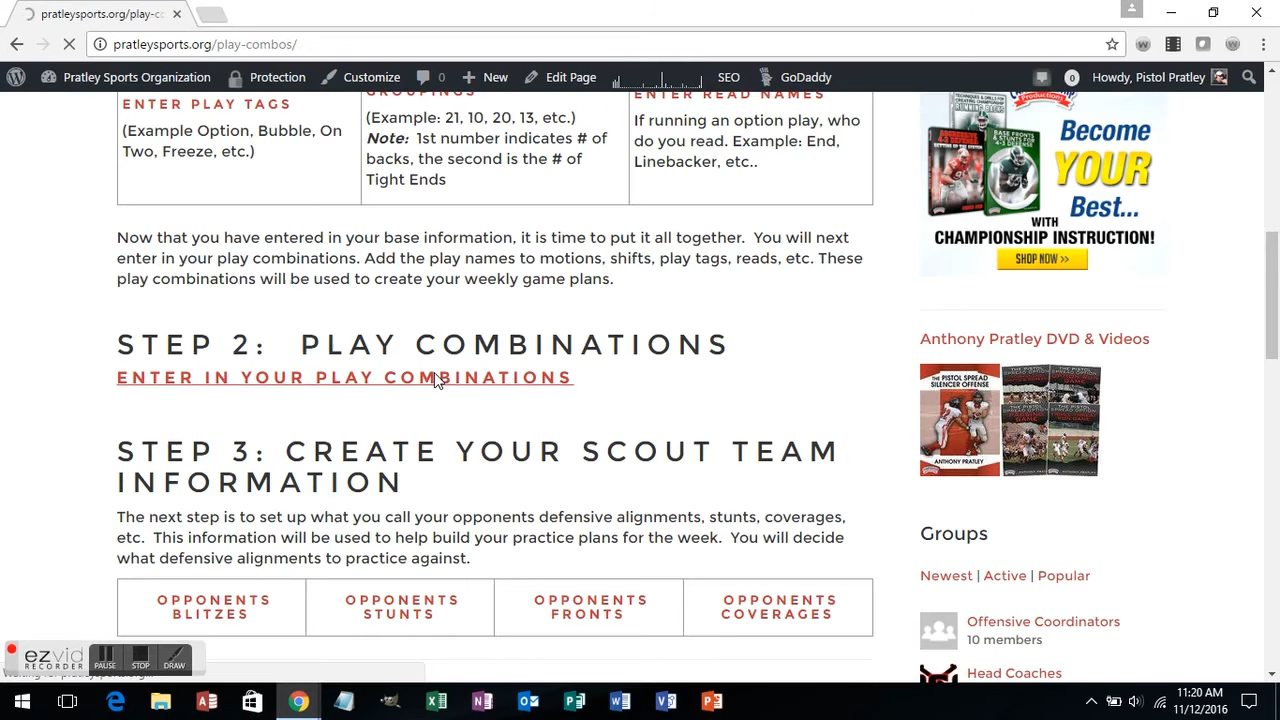 pratleysports.org/play-c
pratleysports.org/play-combos/
Pratley Sports Organization
Protection
Customize
0
New
Edit Page
SEO
GoDaddy
0
Howdy, Pistol Pratley
ENTER PLAY TAGS
(Example Option, Bubble, On
Two, Freeze, etc.)
GROUPINGS
(Example: 21, 10, 20, 13, etc.)
Note: 1st number indicates # of
backs, the second is the # of
Tight Ends
ENTER READ NAMES
If running an option play, who
do you read. Example: End,
Linebacker, etc..
Now that you have entered in your base information, it is time to put it all together. You will next
enter in your play combinations. Add the play names to motions, shifts, play tags, reads, etc. These
play combinations will be used to create your weekly game plans.
STEP 2: PLAY COMBINATIONS
ENTER IN YOUR PLAY COMBINATIONS
STEP 3: CREATE YOUR SCOUT TEAM
INFORMATION
The next step is to set up what you call your opponents defensive alignments, stunts, coverages,
etc. This information will be used to help build your practice plans for the week. You will decide
what defensive alignments to practice against.
OPPONENTS
BLITZES
OPPONENTS
STUNTS
OPPONENTS
FRONTS
OPPONENTS
COVERAGES
Become
YOUR
Best...
WITH
CHAMPIONSHIP INSTRUCTION!
SHOP NOW >>
Anthony Pratley DVD & Videos
THE PISTOL SPREAD
SILENCER OFFENSE
ANTHONY PRATLEY
Groups
Newest | Active | Popular
Offensive Coordinators
10 members
Head Coaches
ezvid
RECORDER
PAUSE
STOP
DRAW
11:20 AM
11/12/2016